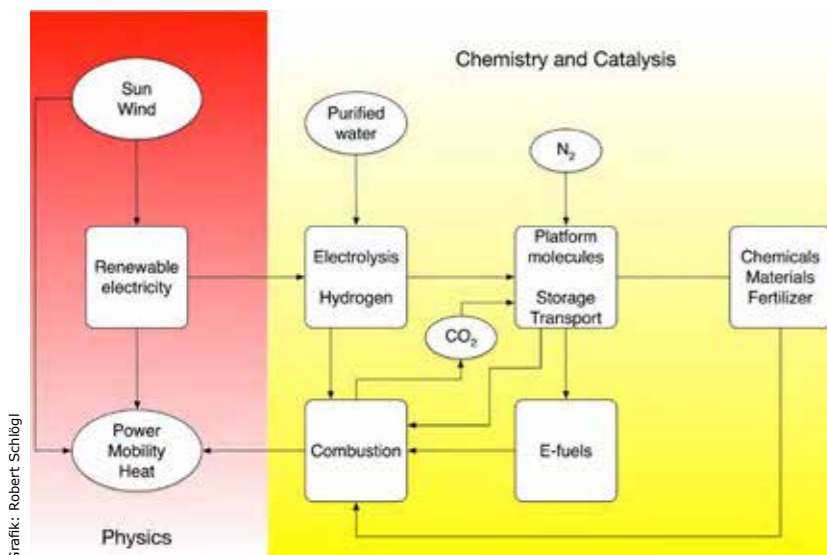 Chemistry and Catalysis
Sun
Wind
Purified
water
N₂
Renewable
electricity
Electrolysis
Hydrogen
Platform
molecules
Storage
Transport
Chemicals
Materials
Fertilizer
CO₂
Power
Mobility
Heat
Combustion
E-fuels
Physics
Grafik: Robert Schlögl